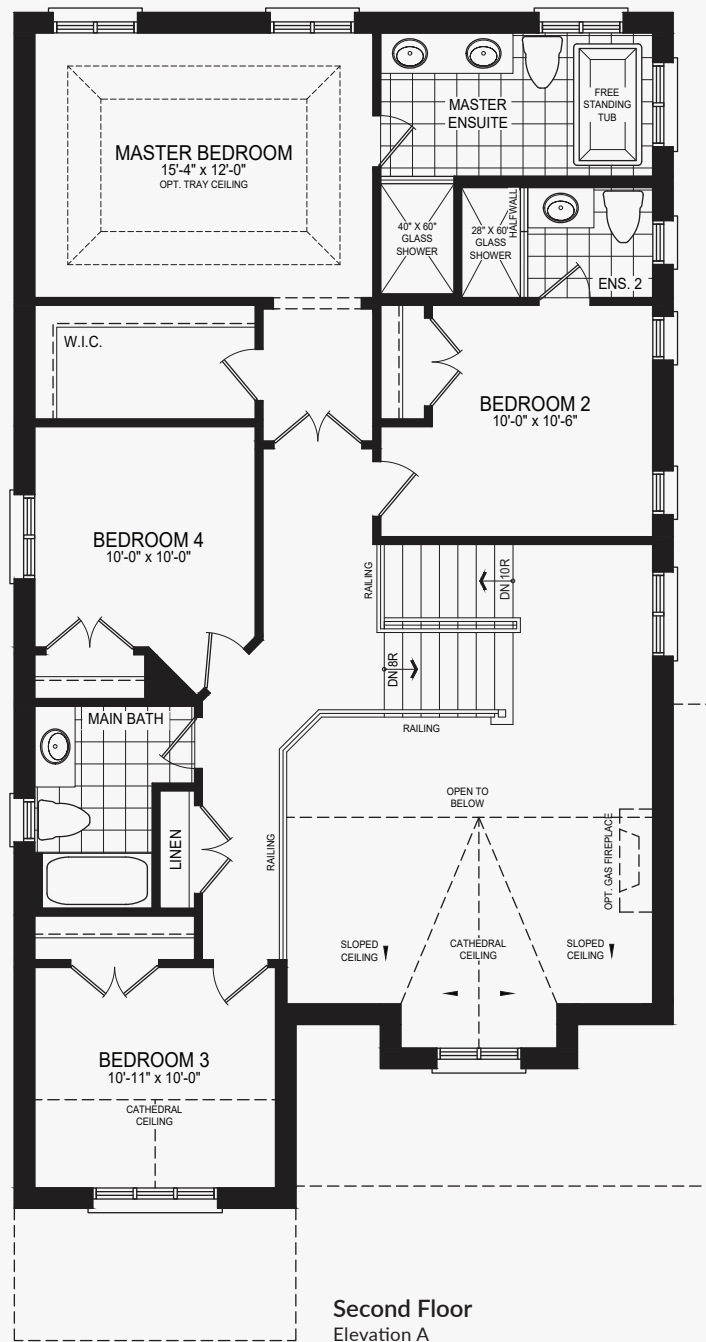 MASTER BEDROOM
15'-4" x 12'-0"
OPT. TRAY CEILING
MASTER
ENSUITE
FREE
STANDING
TUB
40" X 60"
GLASS
SHOWER
28" X 60"
GLASS
SHOWER
HALFWALL
ENS. 2
W.I.C.
BEDROOM 2
10'-0" x 10'-6"
BEDROOM 4
10'-0" x 10'-0"
RAILING
DN 10R
DN 8R
RAILING
MAIN BATH
LINEN
RAILING
OPEN TO
BELOW
OPT. GAS FIREPLACE
SLOPED
CEILING
CATHEDRAL
CEILING
SLOPED
CEILING
BEDROOM 3
10'-11" x 10'-0"
CATHEDRAL
CEILING
Second Floor
Elevation A